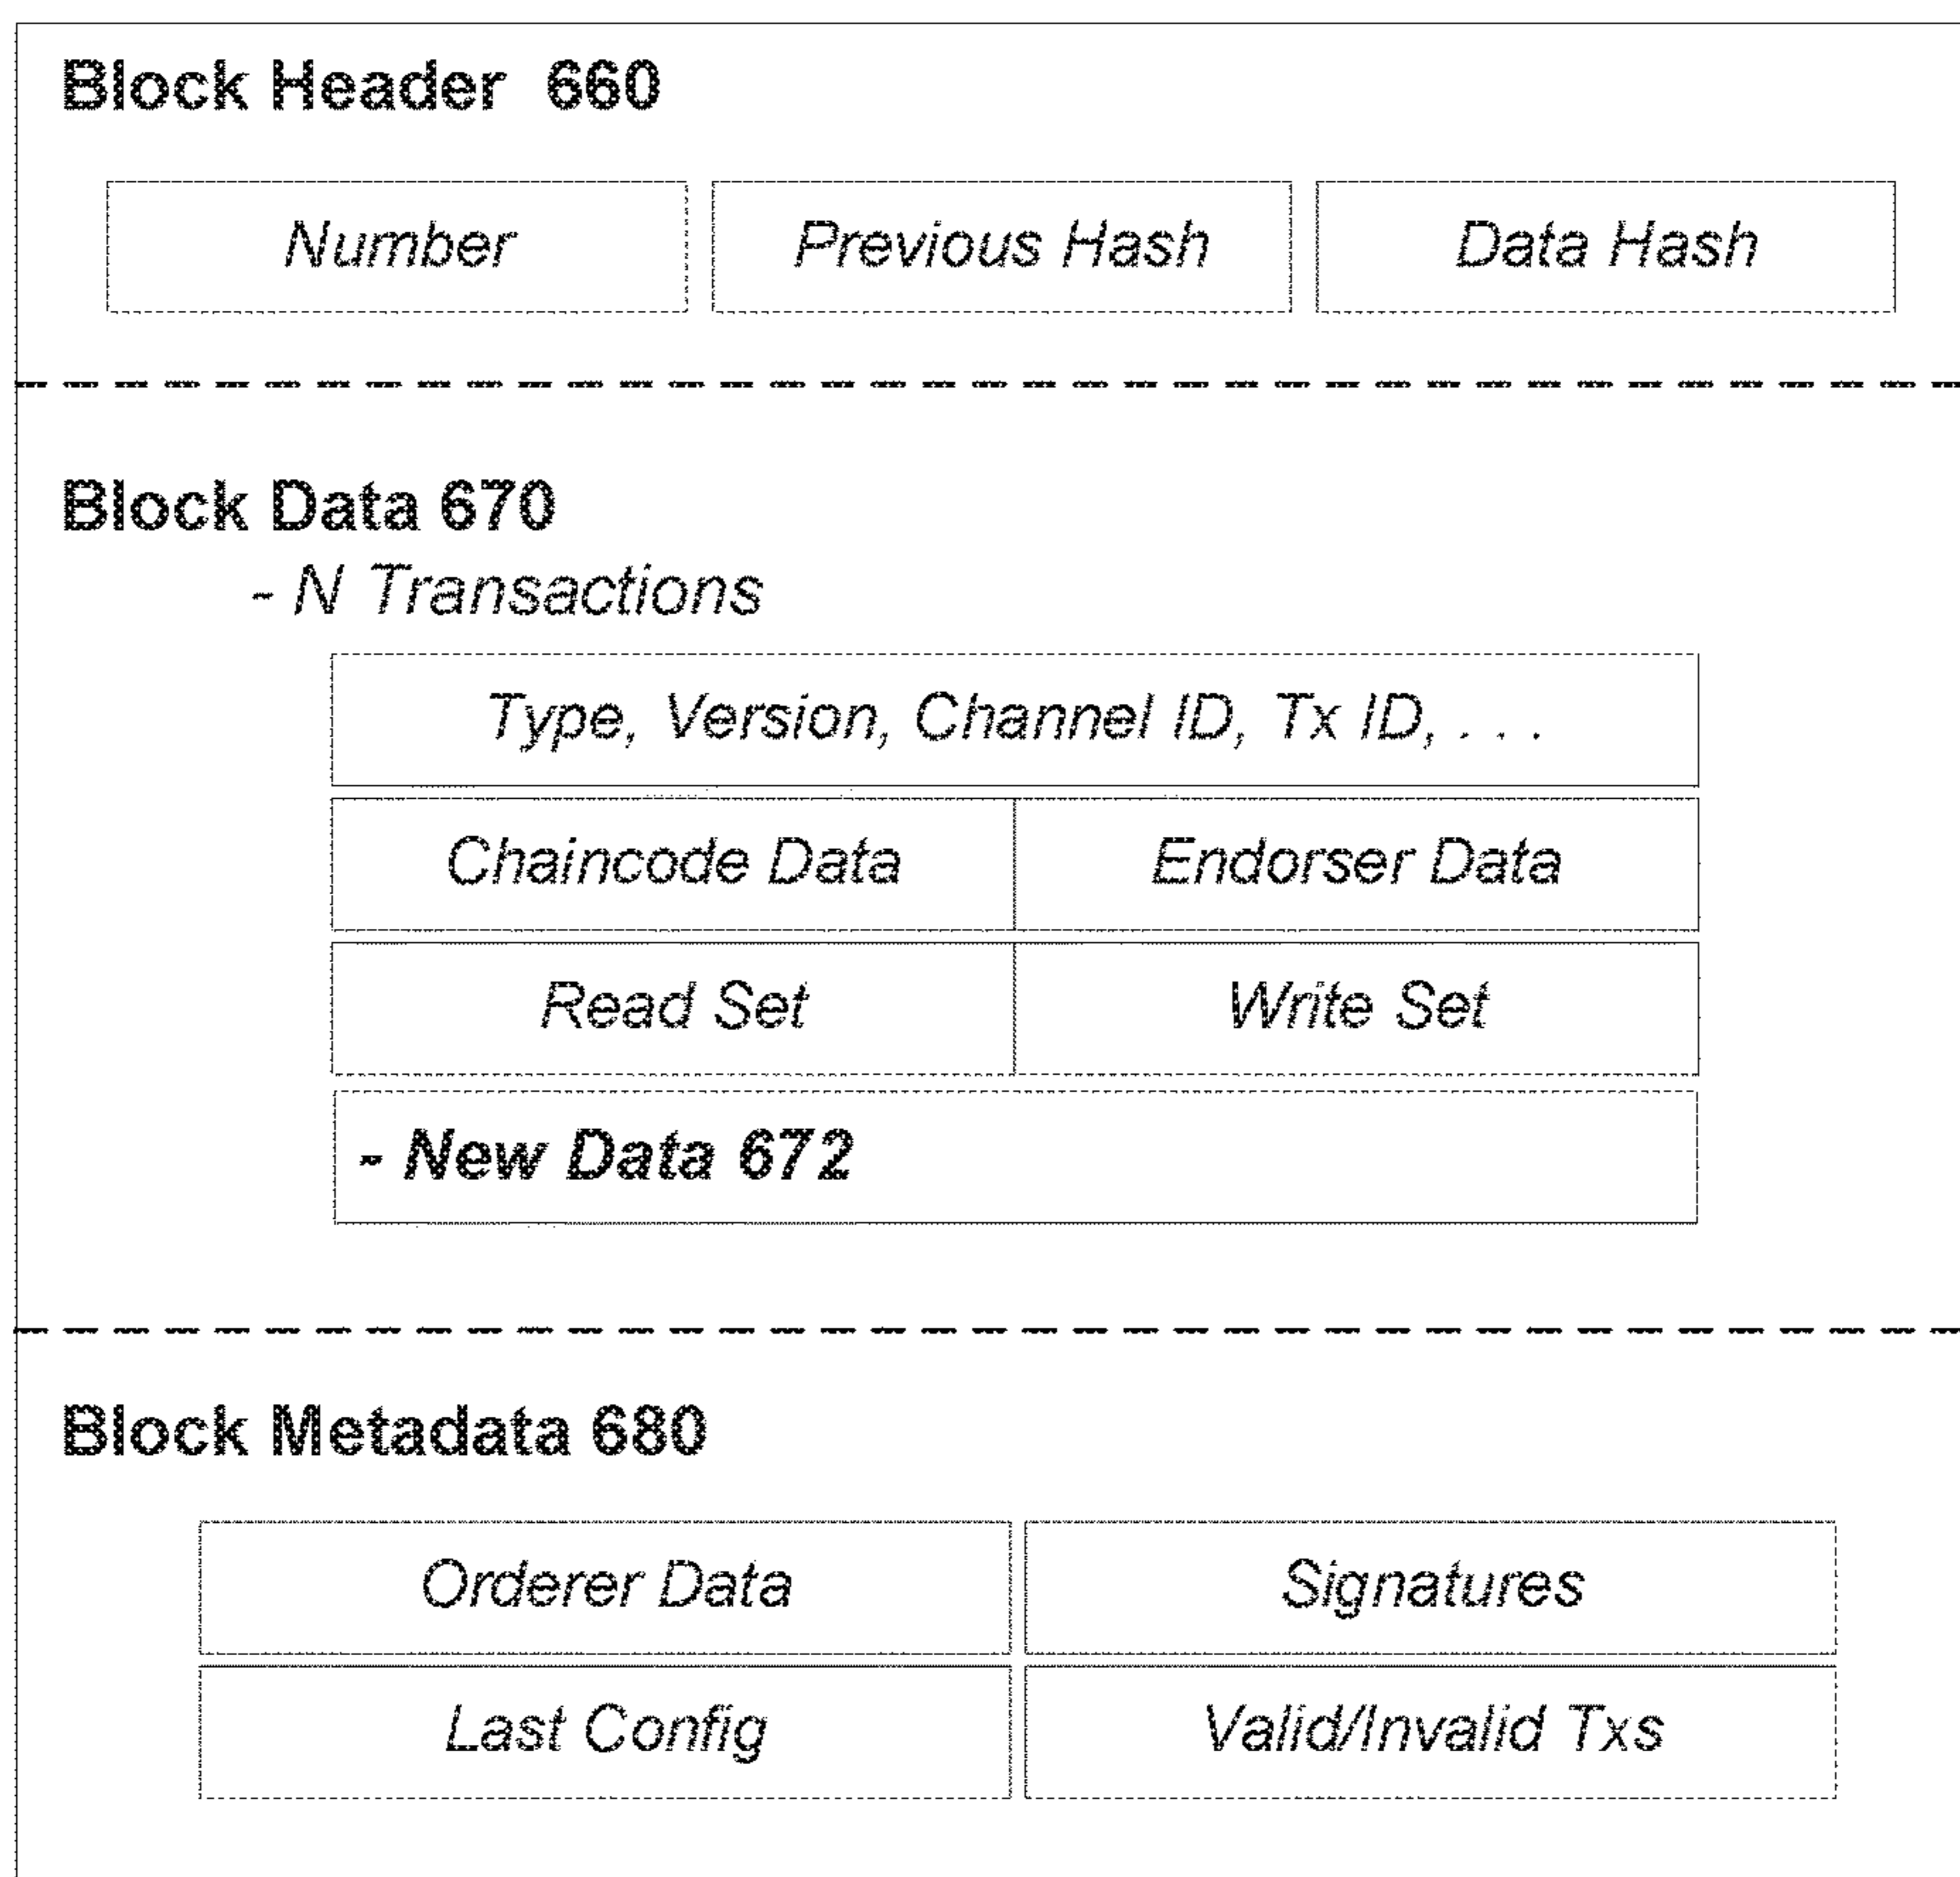 Block Header 660
Number Previous Hash Data Hash
Block Data 670
- N Transactions
Type, Version, Channel ID, Tx ID, . . .
Chaincode Data Endorser Data
Read Set Write Set
- New Data 672
Block Metadata 680
Orderer Data Signatures
Last Config Valid/Invalid Txs